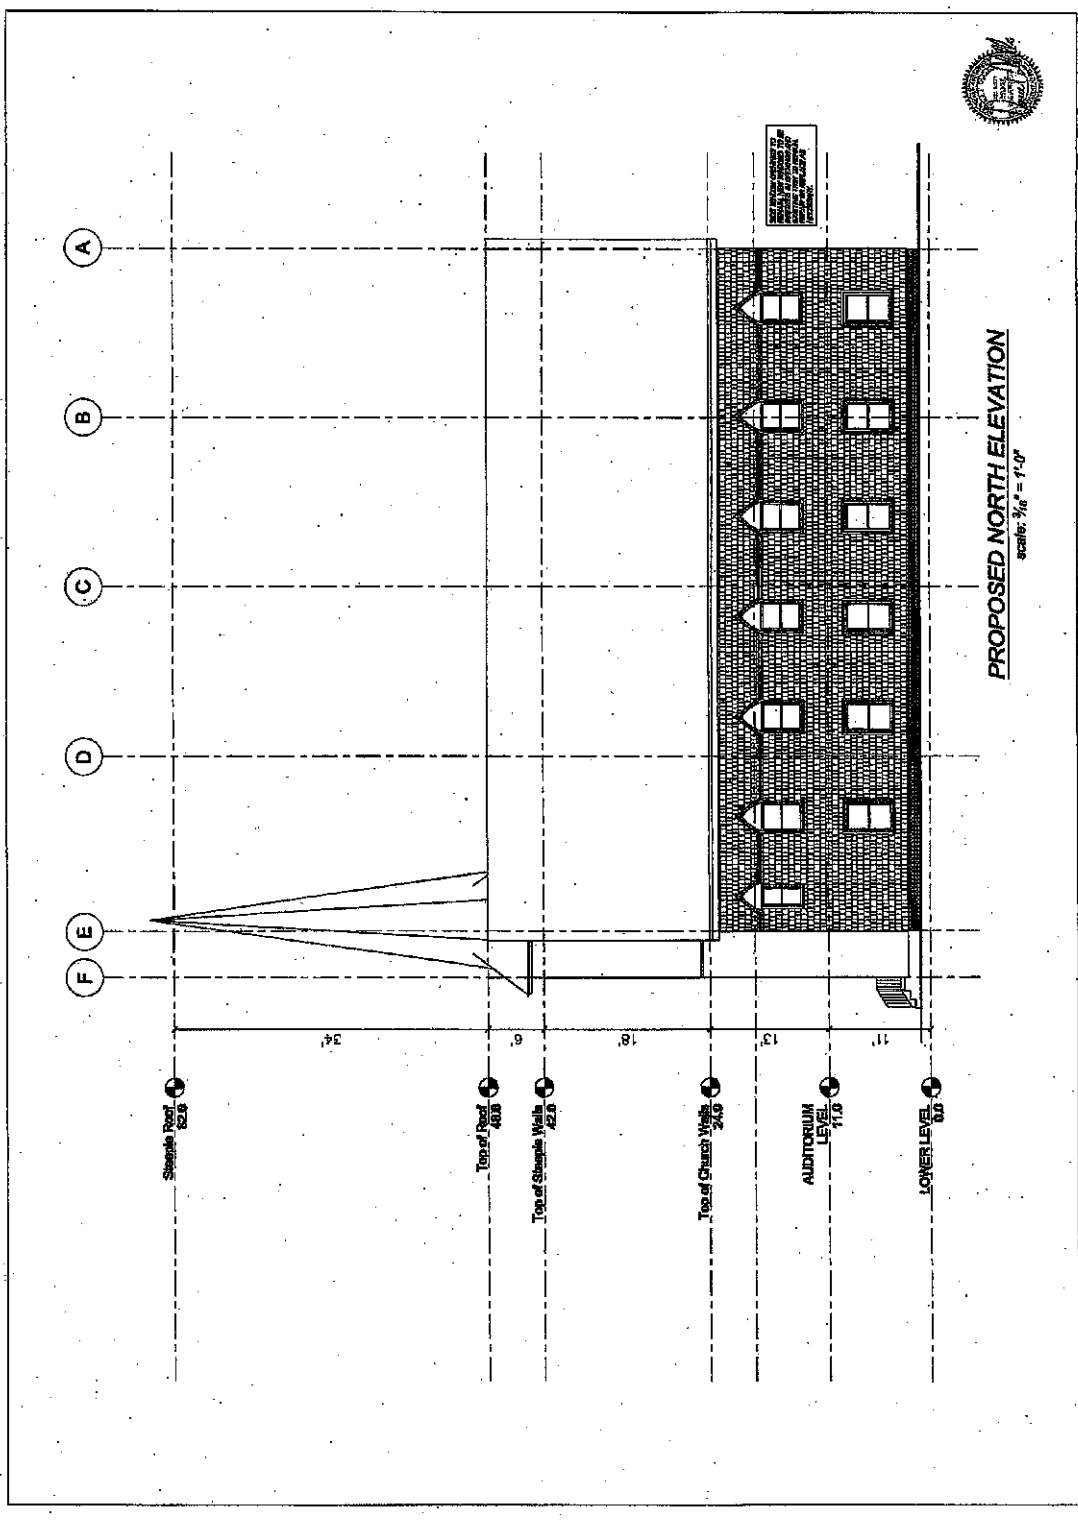 F
E
D
C
B
A
Steeple Roof
82.0
34'
Top of Roof
48.0
6'
Top of Steeple Walls
42.0
18'
Top of Church Walls
24.0
13'
AUDITORIUM
LEVEL
11.0
11'
LOWER LEVEL
0.0
PROPOSED NORTH ELEVATION
scale: 3/16" = 1'-0"